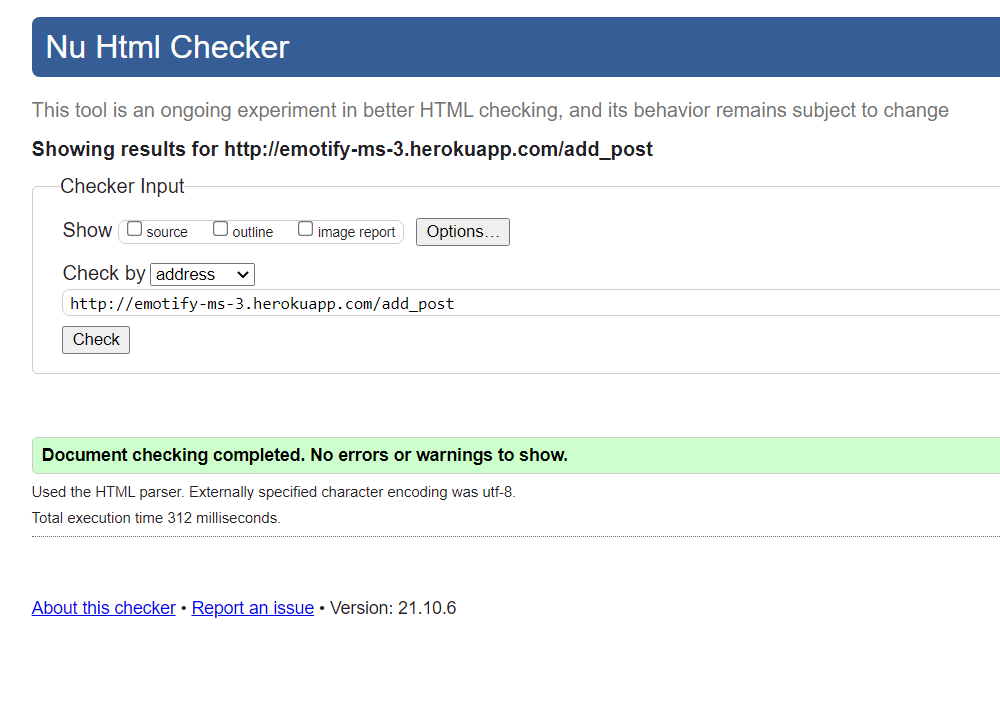 Nu Html Checker
This tool is an ongoing experiment in better HTML checking, and its behavior remains subject to change
Showing results for http://emotify-ms-3.herokuapp.com/add_post
Checker Input
Show source outline image report Options…
Check by address
http://emotify-ms-3.herokuapp.com/add_post
Check
Document checking completed. No errors or warnings to show.
Used the HTML parser. Externally specified character encoding was utf-8.
Total execution time 312 milliseconds.
About this checker • Report an issue • Version: 21.10.6